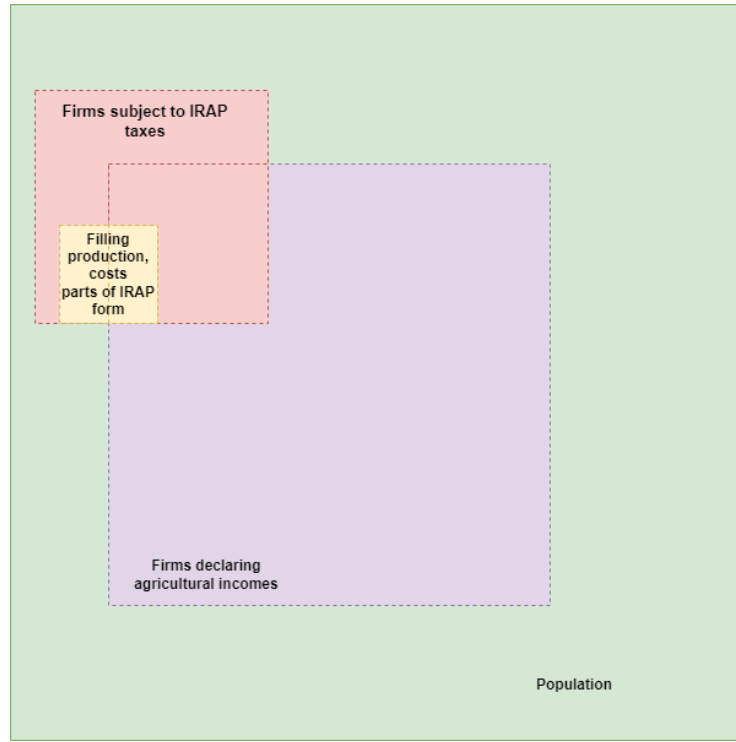 Firms subject to IRAP
taxes
Filling
production,
costs
parts of IRAP
form
Firms declaring
agricultural incomes
Population